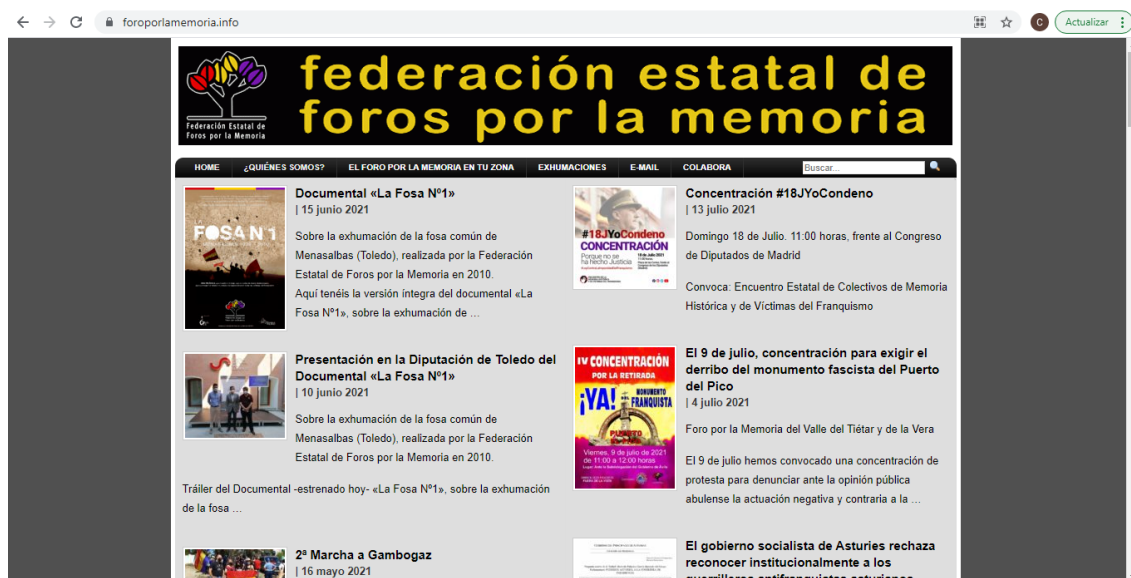 foroporlamemoria.info
C
Actualizar
federación estatal de
foros por la memoria
Federación Estatal de
Foros por la Memoria
HOME
¿QUIÉNES SOMOS?
EL FORO POR LA MEMORIA EN TU ZONA
EXHUMACIONES
E-MAIL
COLABORA
Buscar...
FOSA N 1
Documental «La Fosa Nº1»
| 15 junio 2021
Sobre la exhumación de la fosa común de
Menasalbas (Toledo), realizada por la Federación
Estatal de Foros por la Memoria en 2010.
Aquí tenéis la versión íntegra del documental «La
Fosa Nº1», sobre la exhumación de ...
Presentación en la Diputación de Toledo del
Documental «La Fosa Nº1»
| 10 junio 2021
Sobre la exhumación de la fosa común de
Menasalbas (Toledo), realizada por la Federación
Estatal de Foros por la Memoria en 2010.
Tráiler del Documental -estrenado hoy- «La Fosa Nº1», sobre la exhumación
de la fosa ...
2ª Marcha a Gambogaz
| 16 mayo 2021
#18JYoCondeno
CONCENTRACIÓN
Porque no se
ha hecho Justicia
Concentración #18JYoCondeno
| 13 julio 2021
Domingo 18 de Julio. 11:00 horas, frente al Congreso
de Diputados de Madrid
Convoca: Encuentro Estatal de Colectivos de Memoria
Histórica y de Víctimas del Franquismo
IV CONCENTRACIÓN
POR LA RETIRADA
¡YA!
MONUMENTO
FRANQUISTA
PUERTO
Viernes, 9 de julio de 2021
de 11:00 a 12:00 horas
El 9 de julio, concentración para exigir el
derribo del monumento fascista del Puerto
del Pico
| 4 julio 2021
Foro por la Memoria del Valle del Tiétar y de la Vera
El 9 de julio hemos convocado una concentración de
protesta para denunciar ante la opinión pública
abulense la actuación negativa y contraria a la ...
El gobierno socialista de Asturies rechaza
reconocer institucionalmente a los
guerrilleros antifranquistas asturianos